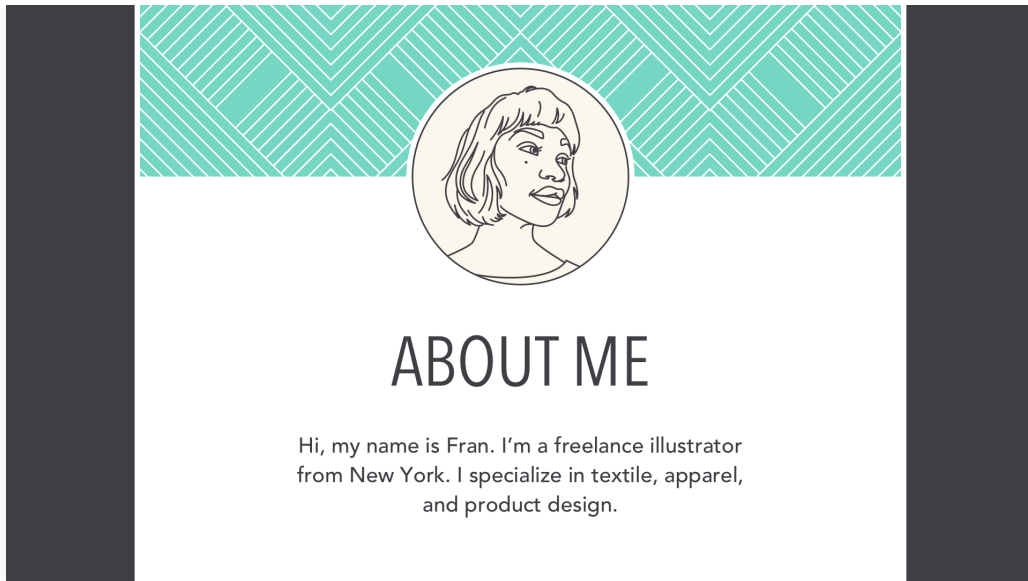 ABOUT ME
Hi, my name is Fran. I’m a freelance illustrator
from New York. I specialize in textile, apparel,
and product design.